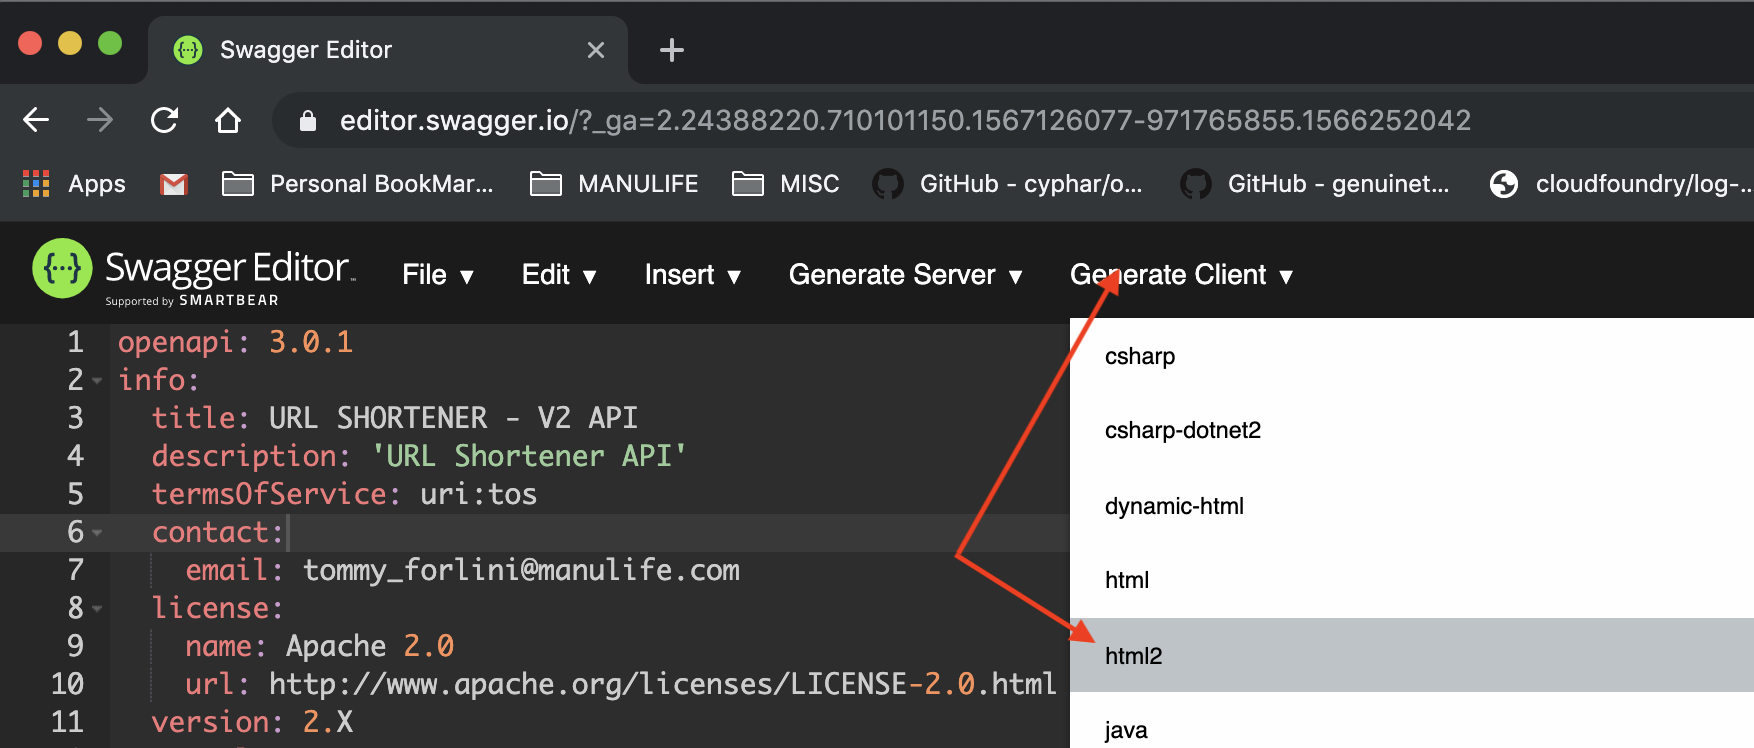 Swagger Editor
editor.swagger.io/?_ga=2.24388220.710101150.1567126077-971765855.1566252042
Apps Personal BookMar... MANULIFE MISC GitHub - cyphar/o... GitHub - genuinet... cloudfoundry/log-...
{···} Swagger Editor™ File ▼ Edit ▼ Insert ▼ Generate Server ▼ Generate Client ▼
Supported by SMARTBEAR
1 openapi: 3.0.1
2 info:
3 title: URL SHORTENER - V2 API
4 description: 'URL Shortener API'
5 termsOfService: uri:tos
6 contact:
7 email: tommy_forlini@manulife.com
8 license:
9 name: Apache 2.0
10 url: http://www.apache.org/licenses/LICENSE-2.0.html
11 version: 2.X
csharp
csharp-dotnet2
dynamic-html
html
html2
java